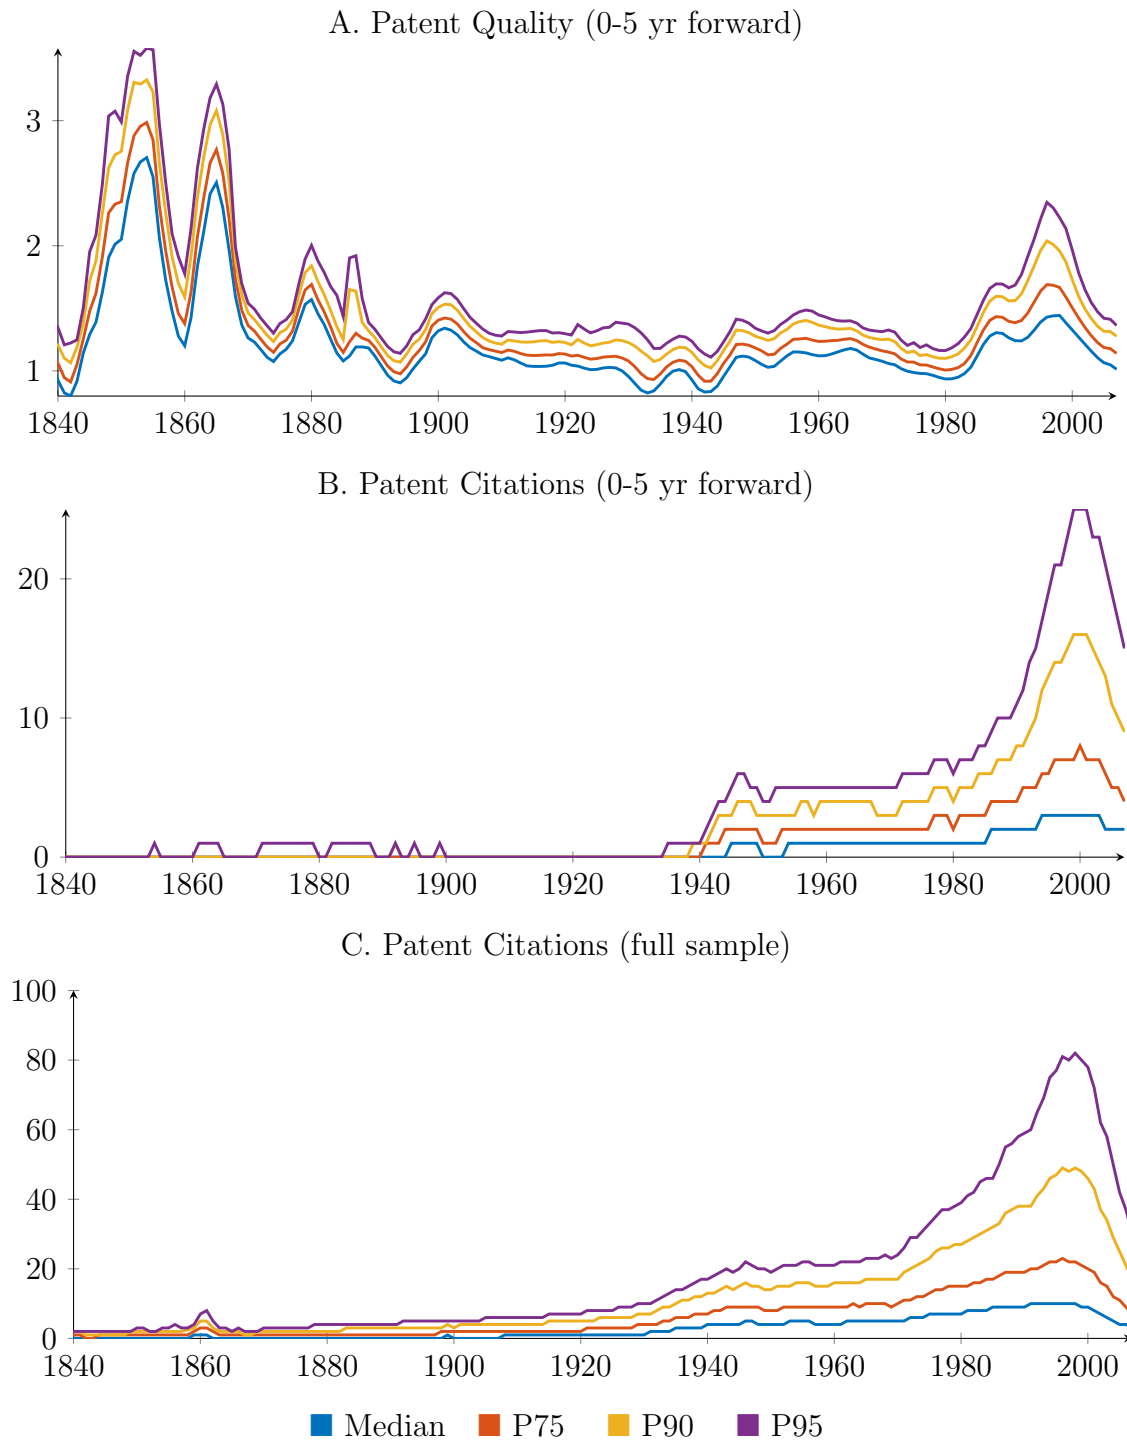 A. Patent Quality (0-5 yr forward)
3
2
1
1840 1860 1880 1900 1920 1940 1960 1980 2000
B. Patent Citations (0-5 yr forward)
20
10
0
1840 1860 1880 1900 1920 1940 1960 1980 2000
C. Patent Citations (full sample)
100
80
60
40
20
0
1840 1860 1880 1900 1920 1940 1960 1980 2000
Median P75 P90 P95